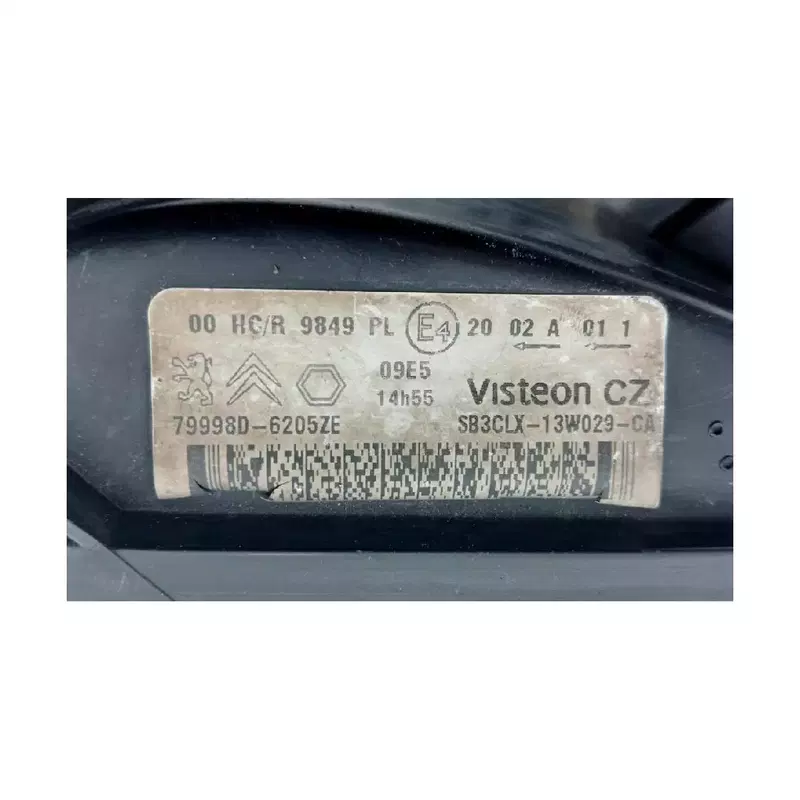 00 HC/R 9849 PL E4 20 02 A 01 1
09E5
14h55 Visteon CZ
79998D-6205ZE SB3CLX-13W029-CA